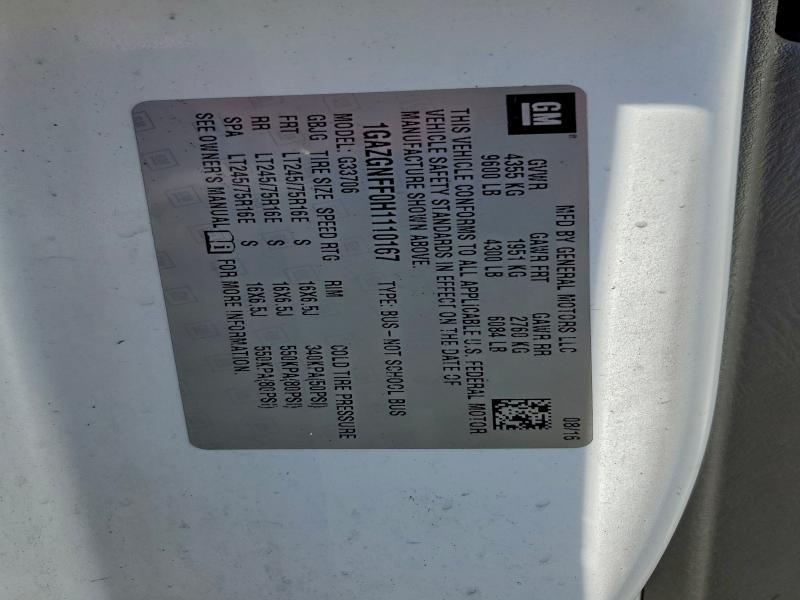 GM®
MFD BY GENERAL MOTORS LLC 08/16
GVWR GAWR FRT GAWR RR
4355 KG 1951 KG 2760 KG
9600 LB 4300 LB 6084 LB
THIS VEHICLE CONFORMS TO ALL APPLICABLE U.S. FEDERAL MOTOR
VEHICLE SAFETY STANDARDS IN EFFECT ON THE DATE OF
MANUFACTURE SHOWN ABOVE.
1GAZGNFF0H1110167 TYPE: BUS–NOT SCHOOL BUS
MODEL: G33706
GBJG TIRE SIZE SPEED RTG RIM COLD TIRE PRESSURE
FRT LT245/75R16E S 16X6.5J 340KPA(50PSI)
RR LT245/75R16E S 16X6.5J 550KPA(80PSI)
SPA LT245/75R16E S 16X6.5J 550KPA(80PSI)
SEE OWNER'S MANUAL FOR MORE INFORMATION